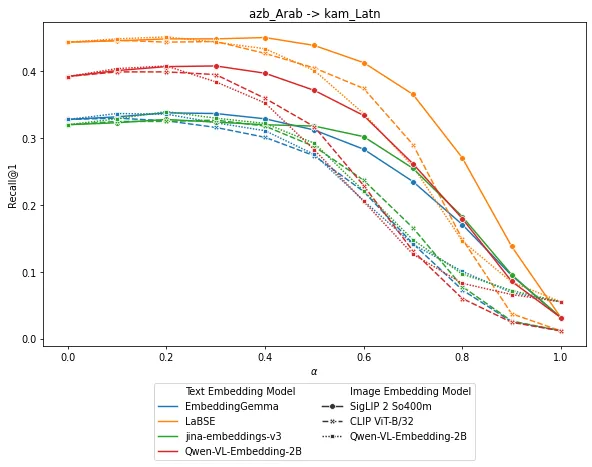 azb_Arab -> kam_Latn
Recall@1
0.4
0.3
0.2
0.1
0.0
0.0 0.2 0.4 0.6 0.8 1.0
α
Text Embedding Model
EmbeddingGemma
LaBSE
jina-embeddings-v3
Qwen-VL-Embedding-2B
Image Embedding Model
SigLIP 2 So400m
CLIP ViT-B/32
Qwen-VL-Embedding-2B